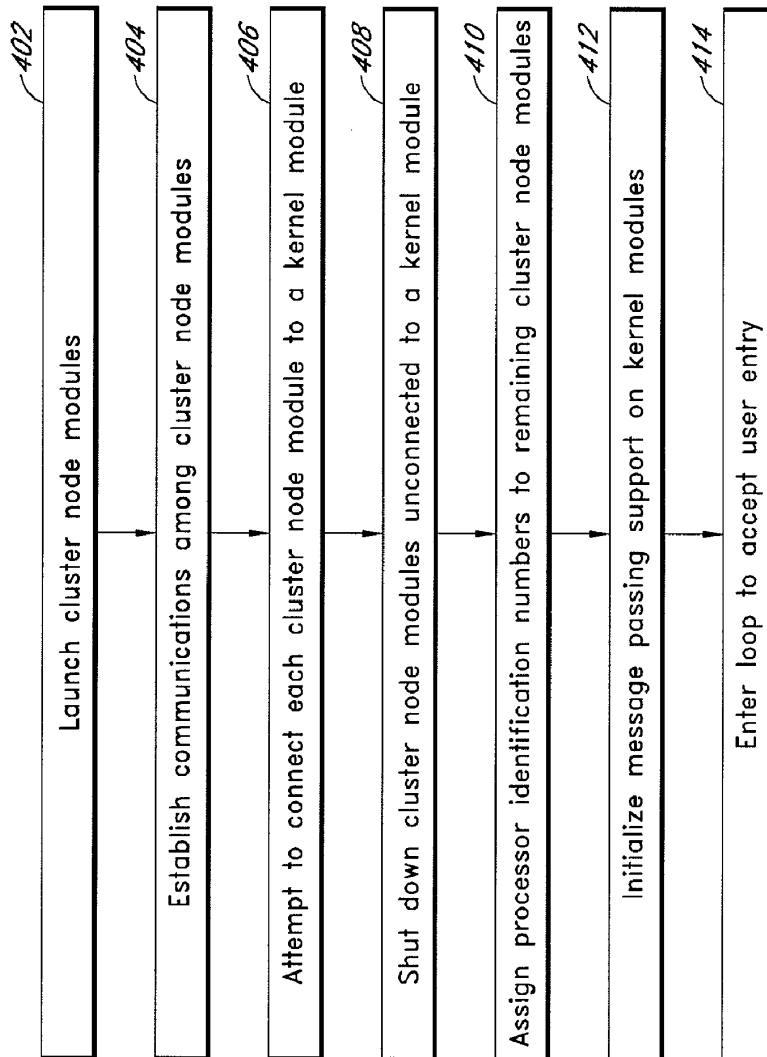 402
Launch cluster node modules
404
Establish communications among cluster node modules
406
Attempt to connect each cluster node module to a kernel module
408
Shut down cluster node modules unconnected to a kernel module
410
Assign processor identification numbers to remaining cluster node modules
412
Initialize message passing support on kernel modules
414
Enter loop to accept user entry